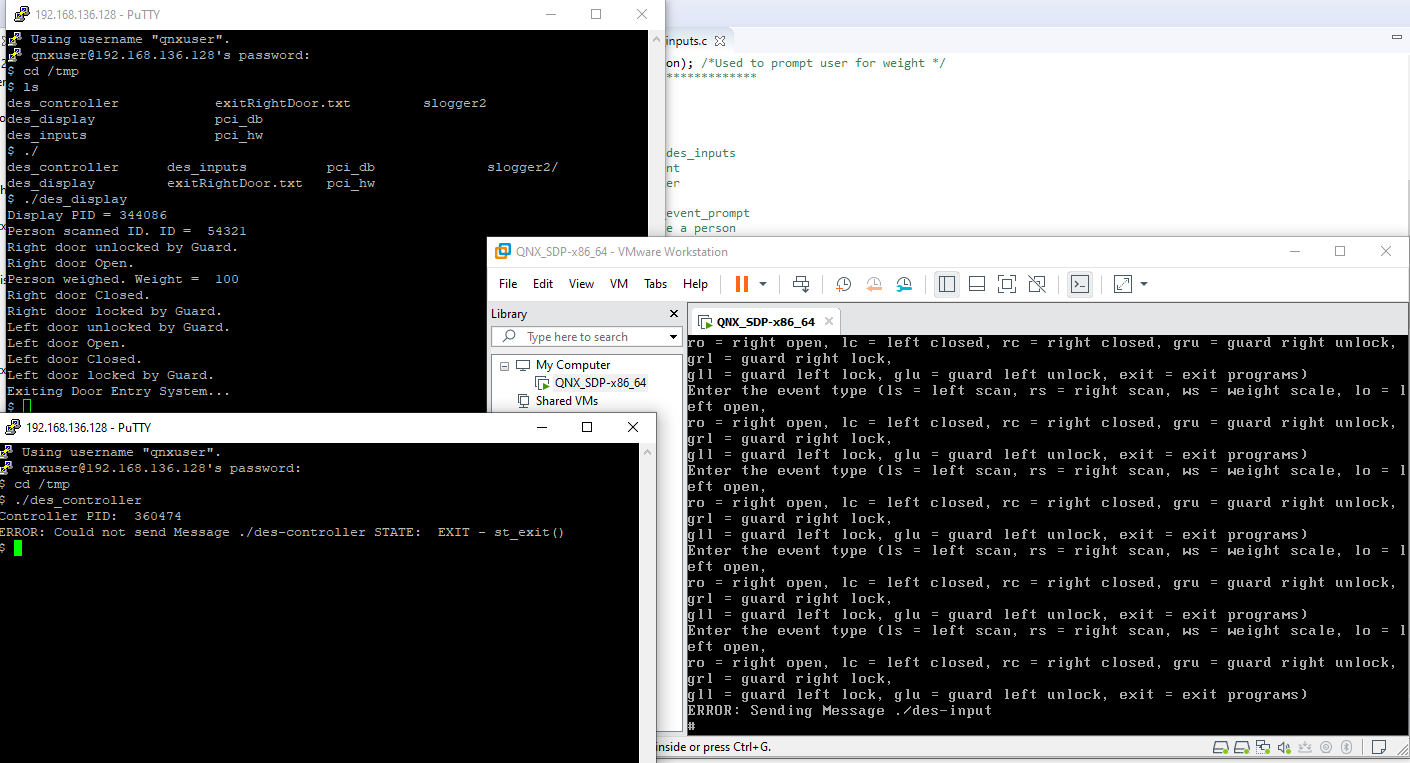 192.168.136.128 - PuTTY
Using username "qnxuser".
qnxuser@192.168.136.128's password:
$ cd /tmp
$ ls
des_controller exitRightDoor.txt slogger2
des_display pci_db
des_inputs pci_hw
$ ./
des_controller des_inputs pci_db slogger2/
des_display exitRightDoor.txt pci_hw
$ ./des_display
Display PID = 344086
Person scanned ID. ID = 54321
Right door unlocked by Guard.
Right door Open.
Person weighed. Weight = 100
Right door Closed.
Right door locked by Guard.
Left door unlocked by Guard.
Left door Open.
Left door Closed.
Left door locked by Guard.
Exiting Door Entry System...
$
inputs.c
on); /*Used to prompt user for weight */
*************
des_inputs
nt
er
event_prompt
e a person
QNX_SDP-x86_64 - VMware Workstation
File Edit View VM Tabs Help
Library
Type here to search
My Computer
QNX_SDP-x86_64
Shared VMs
QNX_SDP-x86_64
ro = right open, lc = left closed, rc = right closed, gru = guard right unlock,
grl = guard right lock,
gll = guard left lock, glu = guard left unlock, exit = exit programs)
Enter the event type (ls = left scan, rs = right scan, ws = weight scale, lo = l
eft open,
ro = right open, lc = left closed, rc = right closed, gru = guard right unlock,
grl = guard right lock,
gll = guard left lock, glu = guard left unlock, exit = exit programs)
Enter the event type (ls = left scan, rs = right scan, ws = weight scale, lo = l
eft open,
ro = right open, lc = left closed, rc = right closed, gru = guard right unlock,
grl = guard right lock,
gll = guard left lock, glu = guard left unlock, exit = exit programs)
Enter the event type (ls = left scan, rs = right scan, ws = weight scale, lo = l
eft open,
ro = right open, lc = left closed, rc = right closed, gru = guard right unlock,
grl = guard right lock,
gll = guard left lock, glu = guard left unlock, exit = exit programs)
Enter the event type (ls = left scan, rs = right scan, ws = weight scale, lo = l
eft open,
ro = right open, lc = left closed, rc = right closed, gru = guard right unlock,
grl = guard right lock,
gll = guard left lock, glu = guard left unlock, exit = exit programs)
ERROR: Sending Message ./des-input
#
inside or press Ctrl+G.
192.168.136.128 - PuTTY
Using username "qnxuser".
qnxuser@192.168.136.128's password:
$ cd /tmp
$ ./des_controller
Controller PID: 360474
ERROR: Could not send Message ./des-controller STATE: EXIT - st_exit()
$